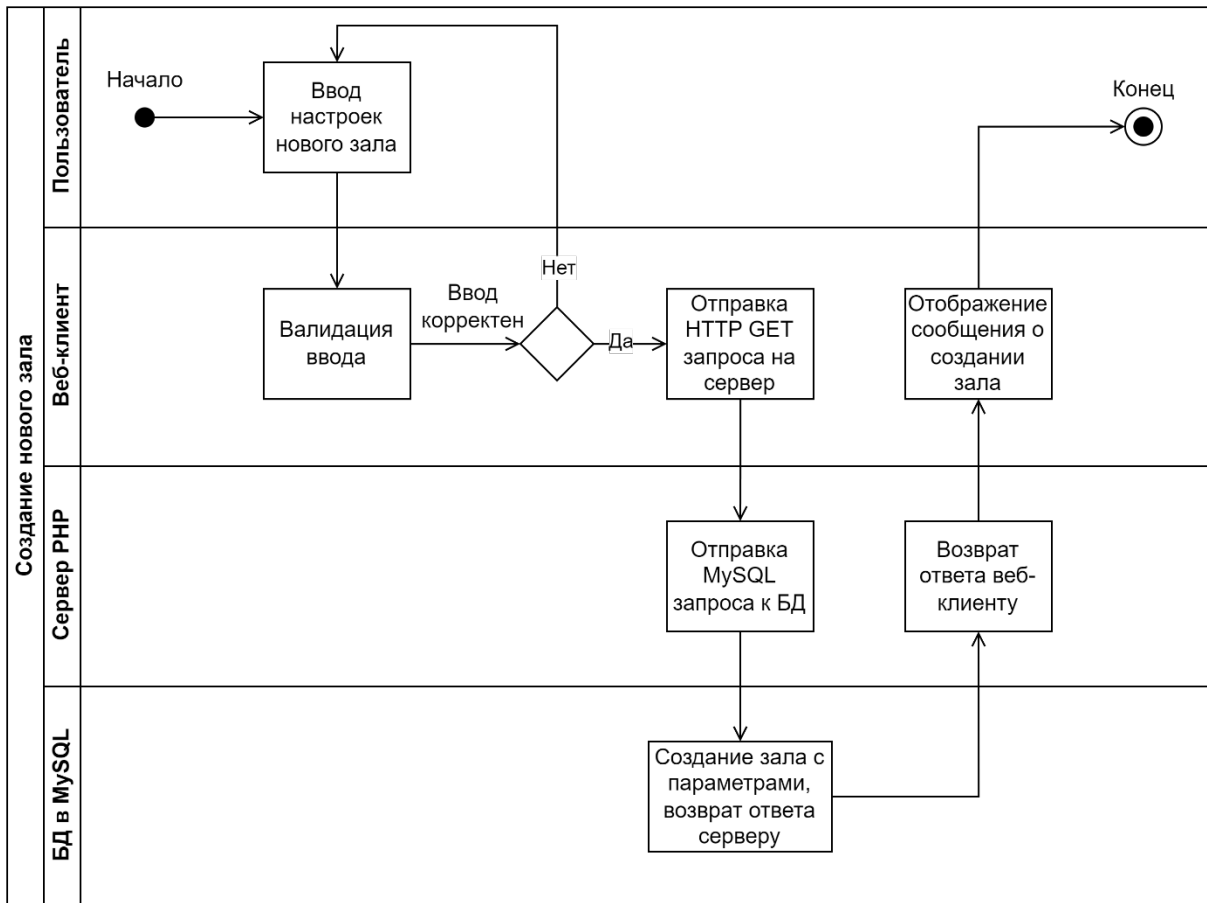 Создание нового зала
Пользователь
Начало
Ввод
настроек
нового зала
Конец
Веб-клиент
Валидация
ввода
Ввод
корректен
Нет
Да
Отправка
HTTP GET
запроса на
сервер
Отображение
сообщения о
создании
зала
Сервер PHP
Отправка
MySQL
запроса к БД
Возврат
ответа веб-
клиенту
БД в MySQL
Создание зала с
параметрами,
возврат ответа
серверу